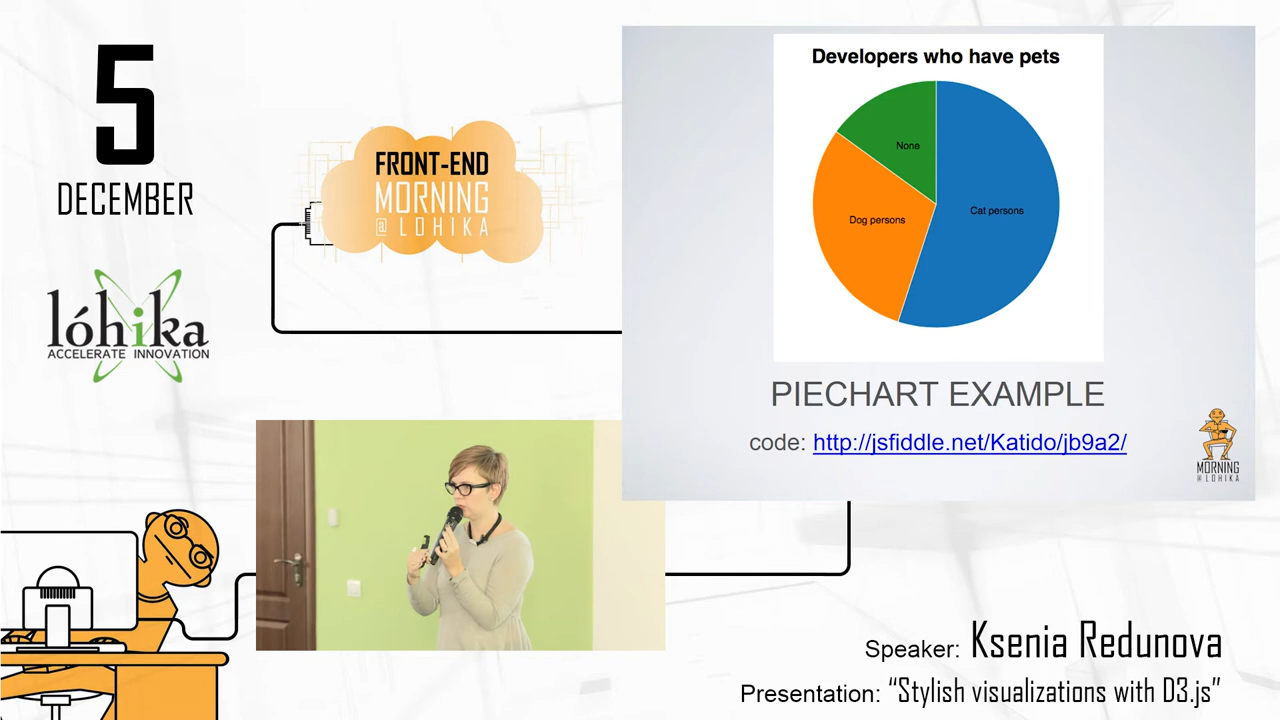 5
DECEMBER
lóhika
ACCELERATE INNOVATION
FRONT-END
MORNING
@ LOHIKA
Developers who have pets
None
Dog persons
Cat persons
PIECHART EXAMPLE
code: http://jsfiddle.net/Katido/jb9a2/
MORNING
@ LOHIKA
Speaker: Ksenia Redunova
Presentation: “Stylish visualizations with D3.js”